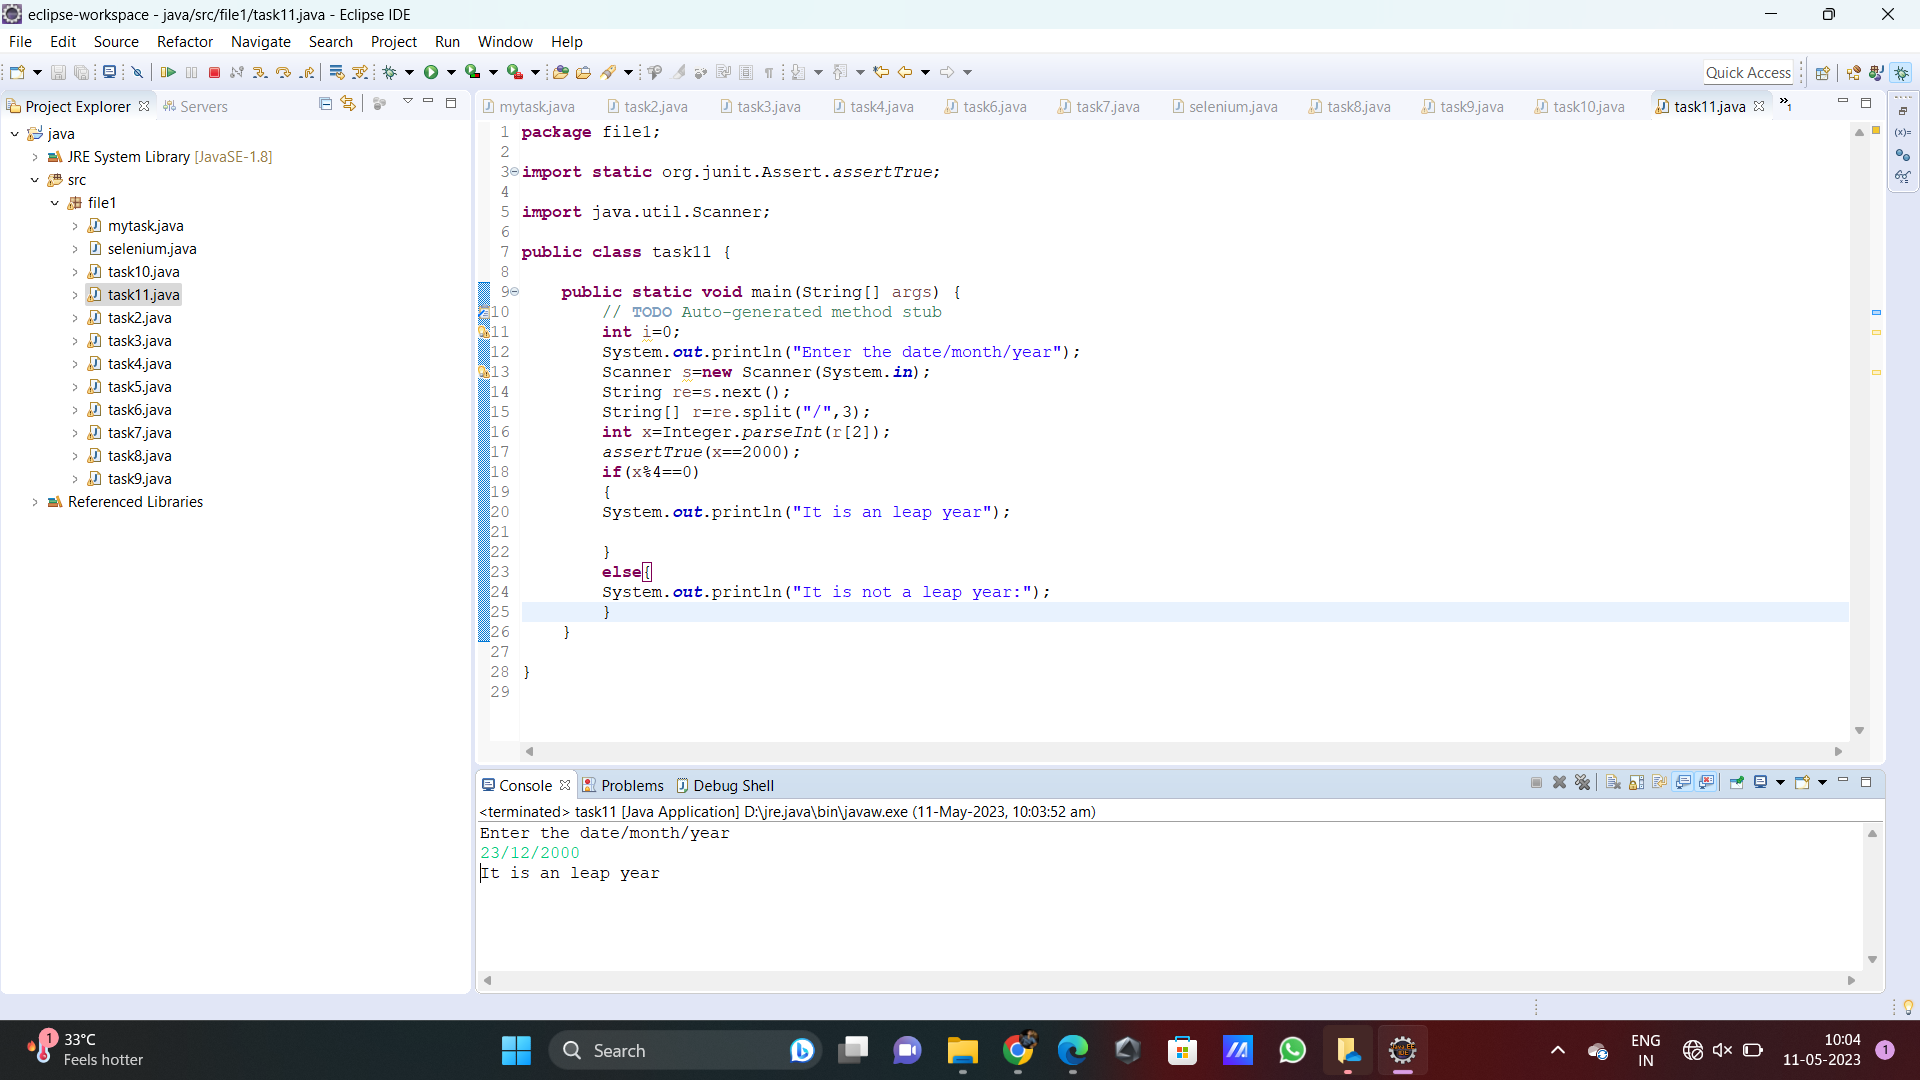 eclipse-workspace - java/src/file1/task11.java - Eclipse IDE
File Edit Source Refactor Navigate Search Project Run Window Help
Quick Access
Project Explorer Servers
java
JRE System Library [JavaSE-1.8]
src
file1
mytask.java
selenium.java
task10.java
task11.java
task2.java
task3.java
task4.java
task5.java
task6.java
task7.java
task8.java
task9.java
Referenced Libraries
mytask.java task2.java task3.java task4.java task6.java task7.java selenium.java task8.java task9.java task10.java task11.java »1
1 package file1;
2
3 import static org.junit.Assert.assertTrue;
4
5 import java.util.Scanner;
6
7 public class task11 {
8
9 public static void main(String[] args) {
10 // TODO Auto-generated method stub
11 int i=0;
12 System.out.println("Enter the date/month/year");
13 Scanner s=new Scanner(System.in);
14 String re=s.next();
15 String[] r=re.split("/",3);
16 int x=Integer.parseInt(r[2]);
17 assertTrue(x==2000);
18 if(x%4==0)
19 {
20 System.out.println("It is an leap year");
21
22 }
23 else{
24 System.out.println("It is not a leap year:");
25 }
26 }
27
28 }
29
Console Problems Debug Shell
<terminated> task11 [Java Application] D:\jre.java\bin\javaw.exe (11-May-2023, 10:03:52 am)
Enter the date/month/year
23/12/2000
It is an leap year
1
33°C
Feels hotter
Search
ENG
IN
10:04
11-05-2023
1